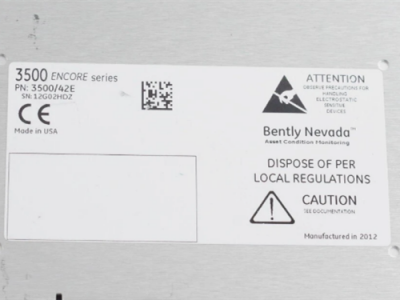 3500 ENCORE series
PN: 3500/42E
SN: 12G02HDZ
CE
Made in USA
ATTENTION
OBSERVE PRECAUTIONS FOR
HANDLING
ELECTROSTATIC
SENSITIVE
DEVICES
Bently Nevada™
Asset Condition Monitoring
DISPOSE OF PER
LOCAL REGULATIONS
CAUTION
SEE DOCUMENTATION
Manufactured in 2012